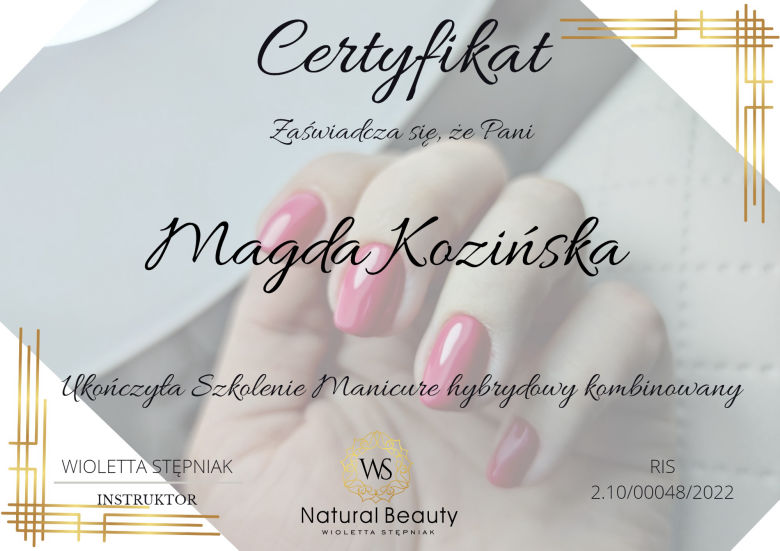 Certyfikat
Zaświadcza się, że Pani
Magda Kozińska
Ukończyła Szkolenie Manicure hybrydowy kombinowany
WIOLETTA STĘPNIAK
INSTRUKTOR
WS
Natural Beauty
WIOLETTA STĘPNIAK
RIS
2.10/00048/2022